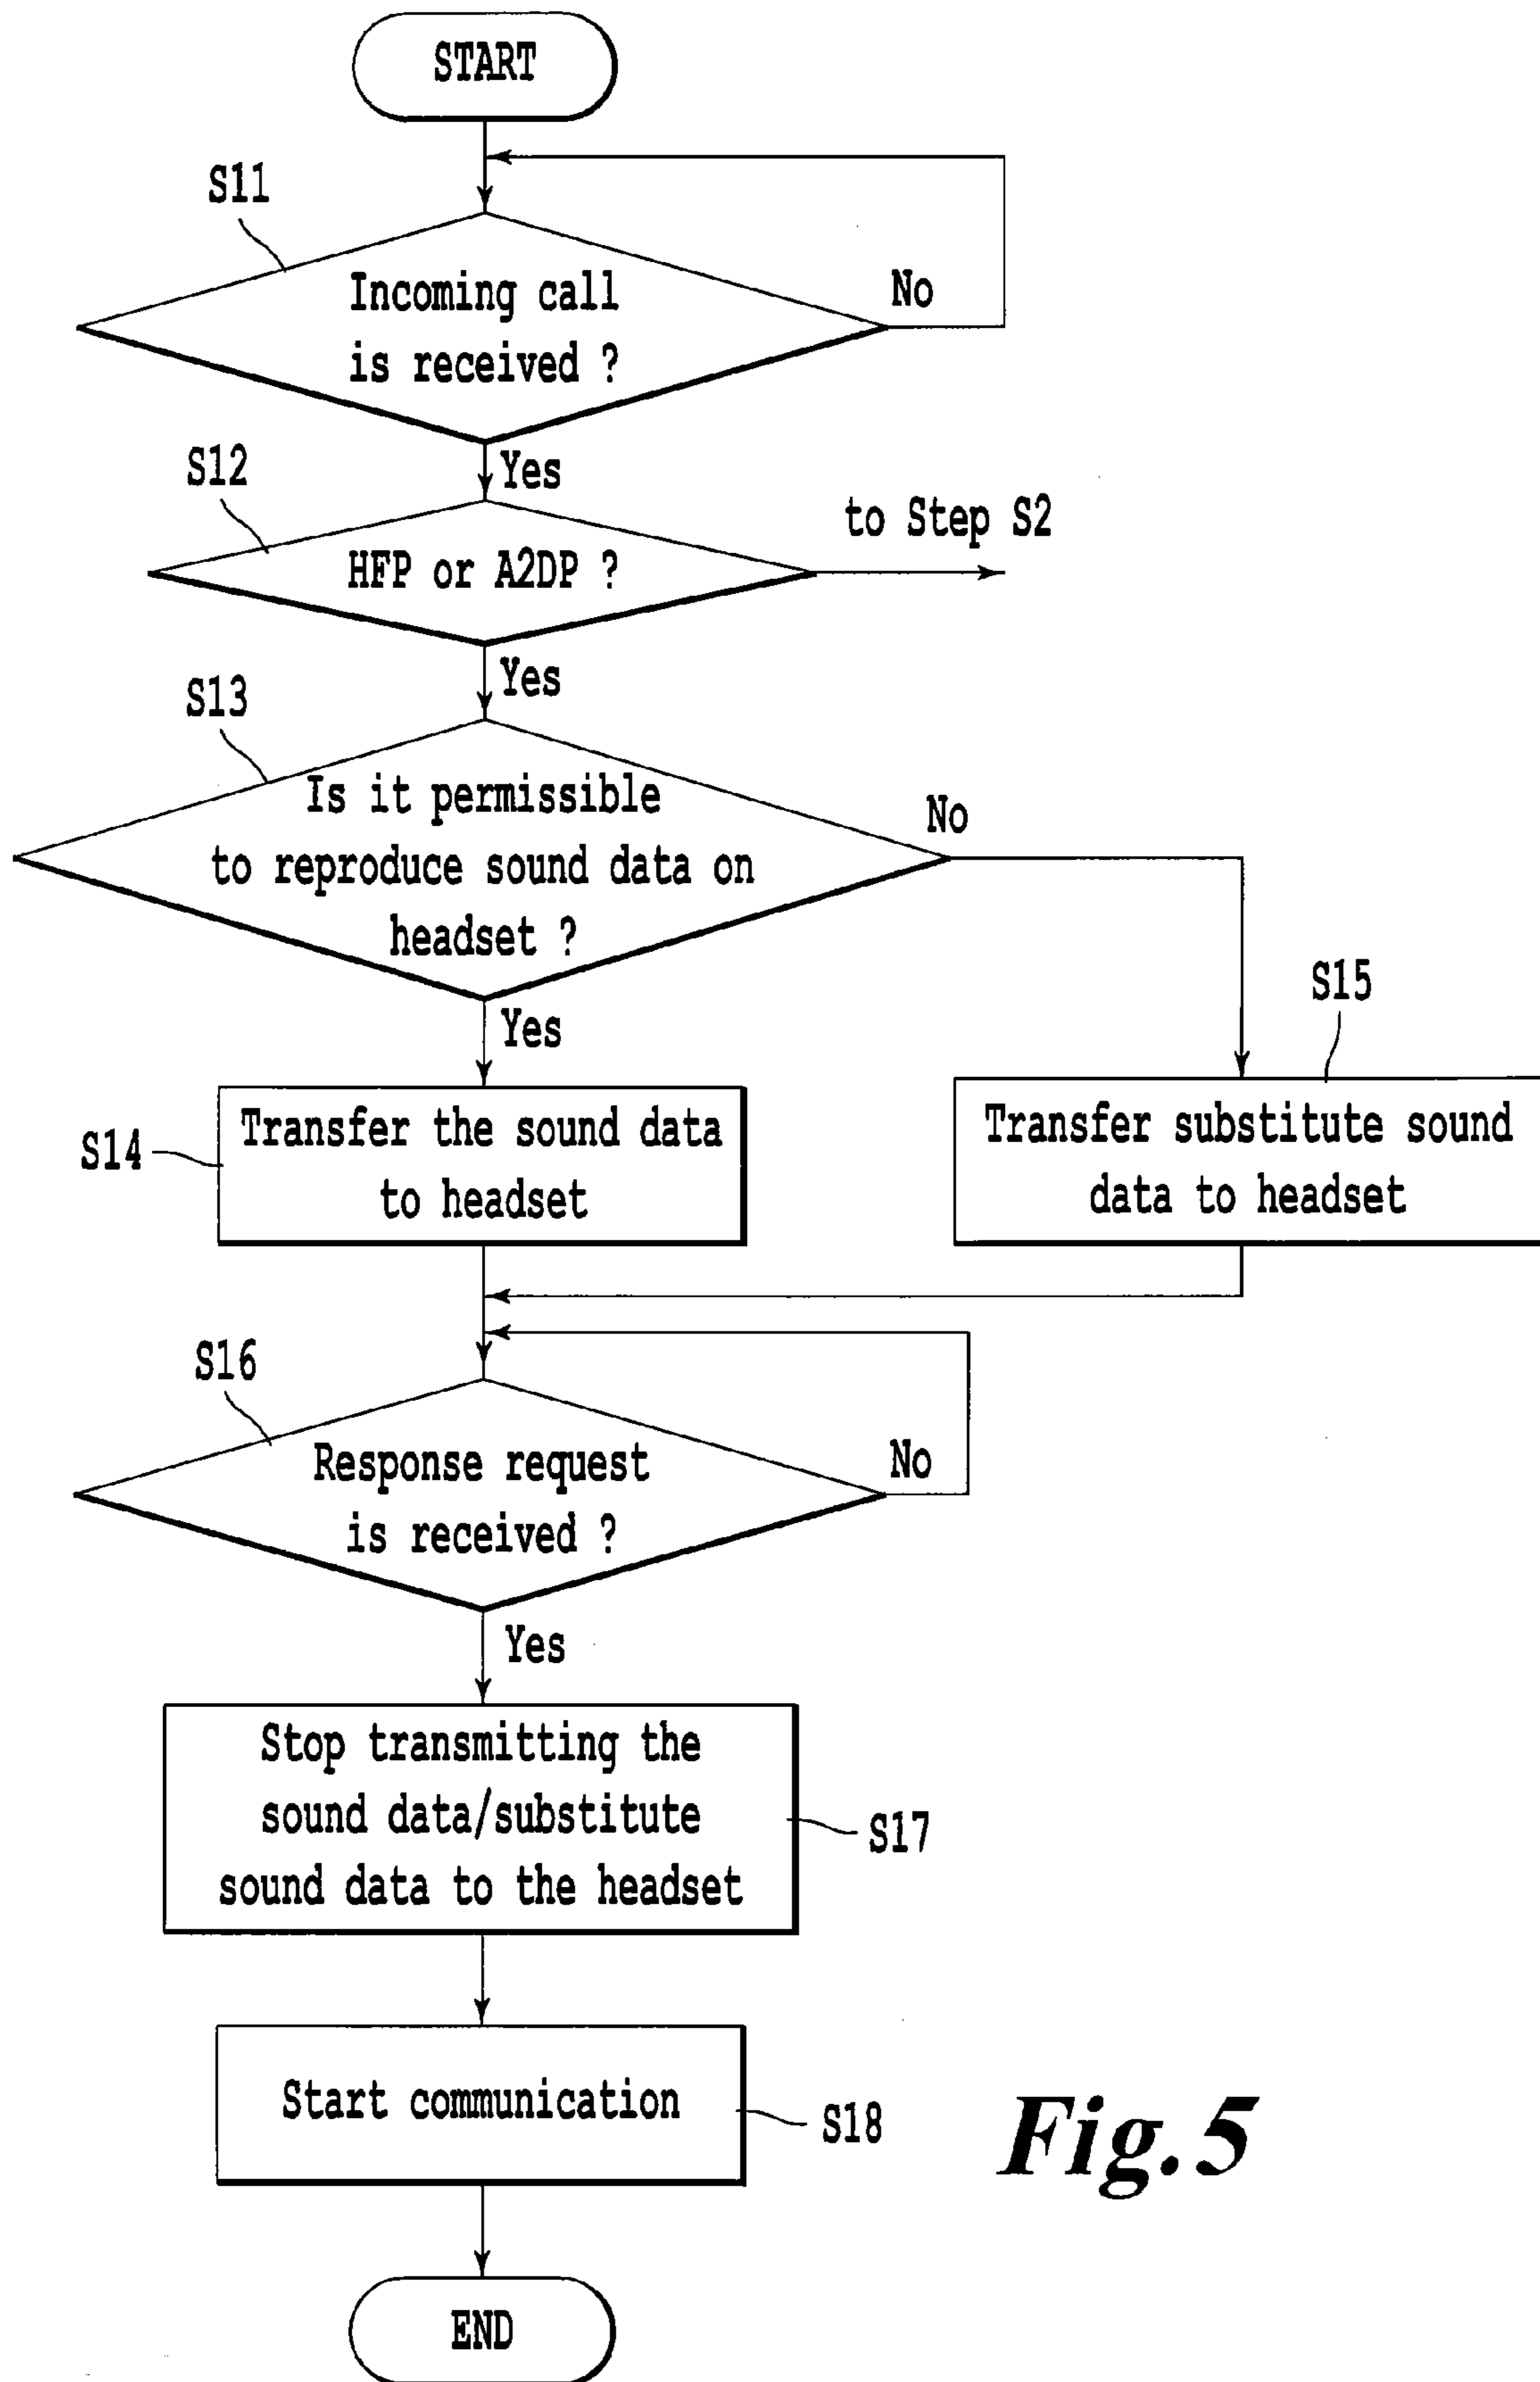 START
S11
Incoming call
is received ?
No
Yes
S12
HFP or A2DP ?
to Step S2
Yes
S13
Is it permissible
to reproduce sound data on
headset ?
No
Yes
S14
Transfer the sound data
to headset
S15
Transfer substitute sound
data to headset
S16
Response request
is received ?
No
Yes
Stop transmitting the
sound data/substitute
sound data to the headset
S17
Start communication
S18
END
Fig.5